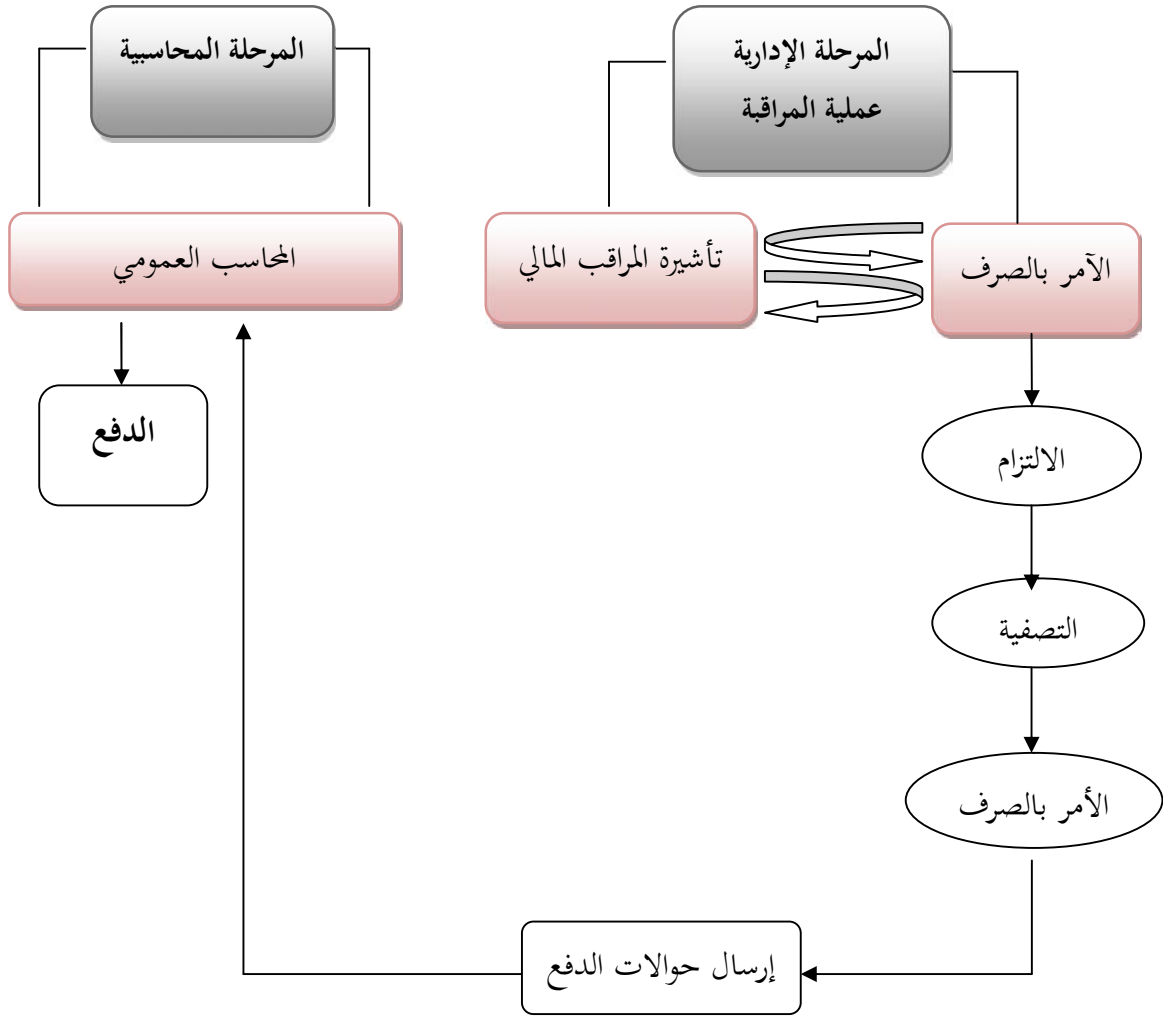 المرحلة الإدارية
عملية المراقبة
المرحلة المحاسبية
الآمر بالصرف
تأشيرة المراقب المالي
المحاسب العمومي
الالتزام
التصفية
الأمر بالصرف
إرسال حوالات الدفع
الدفع